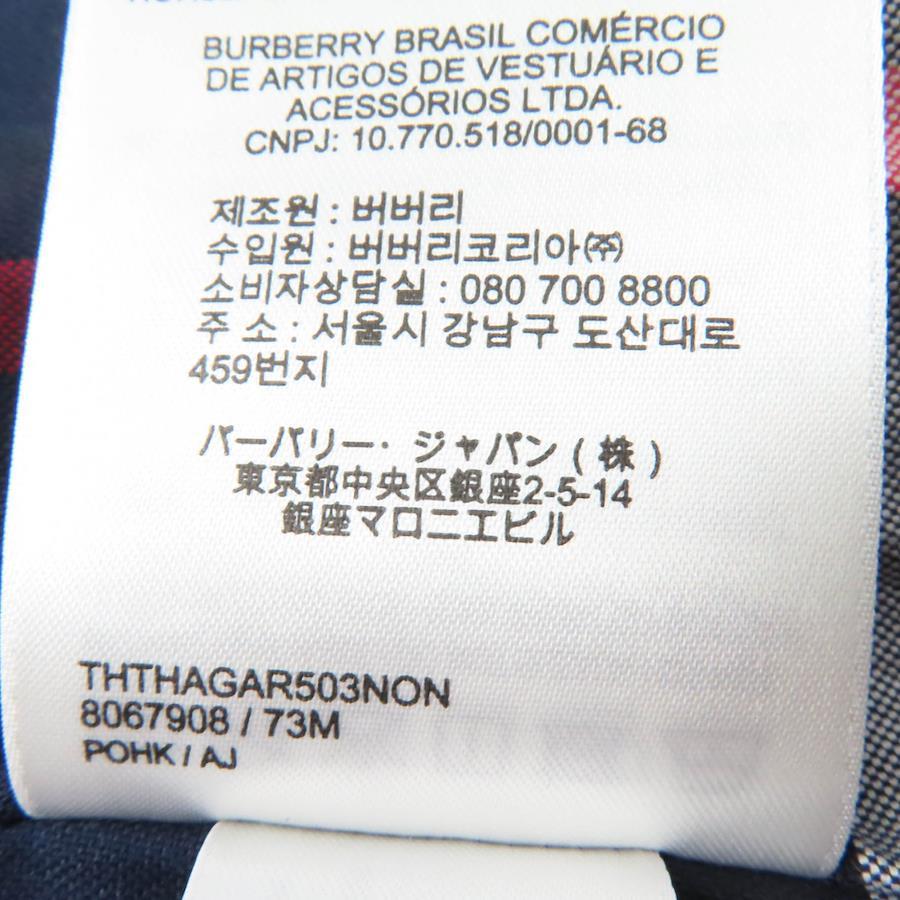 BURBERRY BRASIL COMÉRCIO
DE ARTIGOS DE VESTUÁRIO E
ACESSÓRIOS LTDA.
CNPJ: 10.770.518/0001-68
제조원 : 버버리
수입원 : 버버리코리아㈜
소비자상담실 : 080 700 8800
주 소 : 서울시 강남구 도산대로
459번지
バーバリー· ジャパン ( 株 )
東京都中央区銀座2-5-14
銀座マロニエビル
THTHAGAR503NON
8067908 / 73M
POHK / AJ